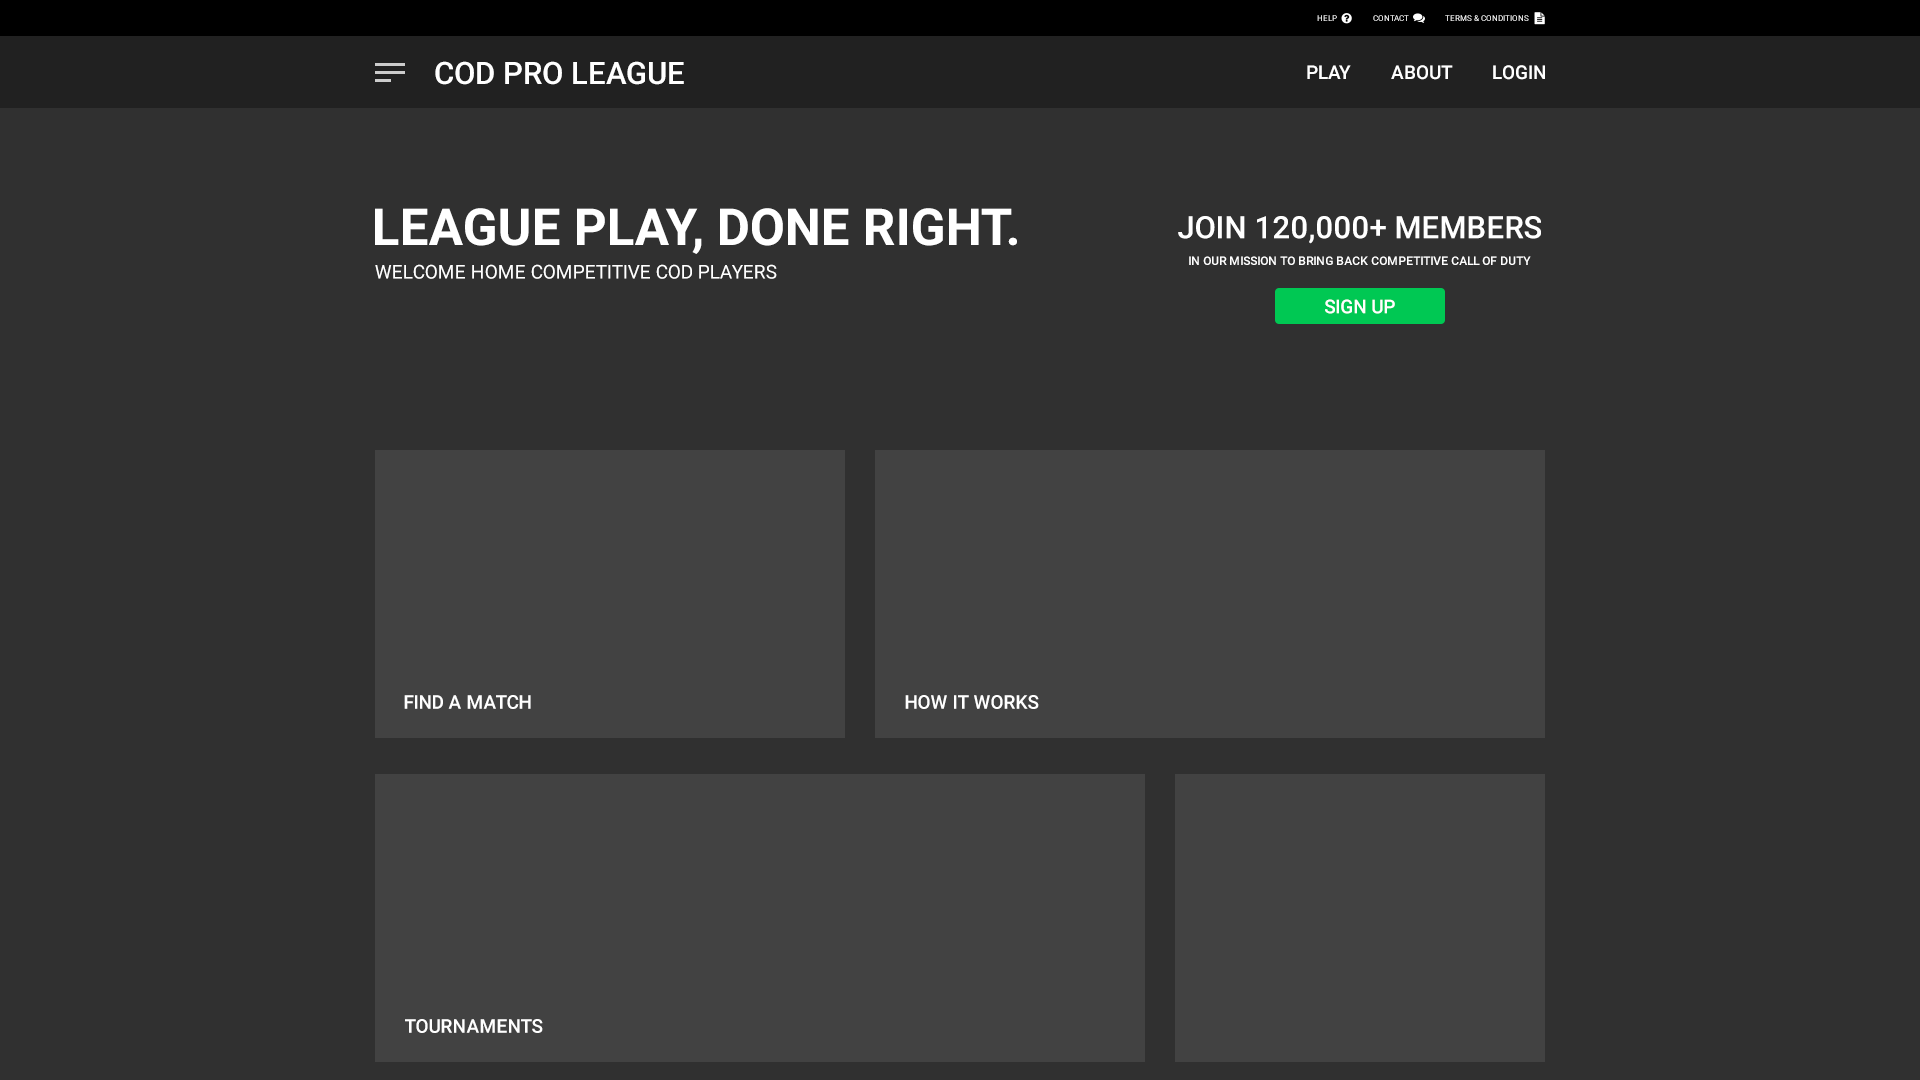 HELP
CONTACT
TERMS & CONDITIONS
COD PRO LEAGUE
PLAY
ABOUT
LOGIN
LEAGUE PLAY, DONE RIGHT.
WELCOME HOME COMPETITIVE COD PLAYERS
JOIN 120,000+ MEMBERS
IN OUR MISSION TO BRING BACK COMPETITIVE CALL OF DUTY
SIGN UP
FIND A MATCH
HOW IT WORKS
TOURNAMENTS